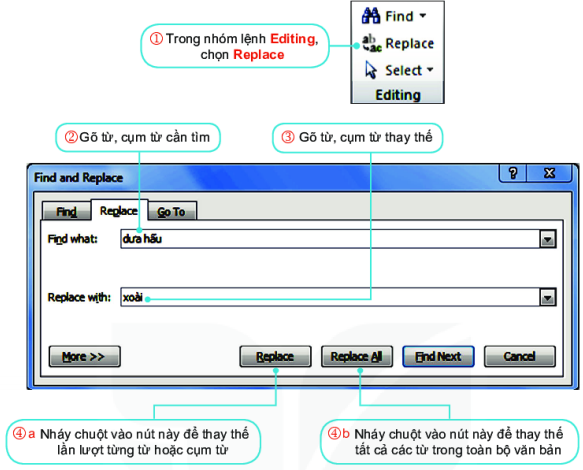 Find
① Trong nhóm lệnh Editing,
chọn Replace
Replace
Select
Editing
② Gõ từ, cụm từ cần tìm
③ Gõ từ, cụm từ thay thế
Find and Replace
Find Replace Go To
Find what: dưa hấu
Replace with: xoài
More >> Replace Replace All Find Next Cancel
④a Nháy chuột vào nút này để thay thế
lần lượt từng từ hoặc cụm từ
④b Nháy chuột vào nút này để thay thế
tất cả các từ trong toàn bộ văn bản